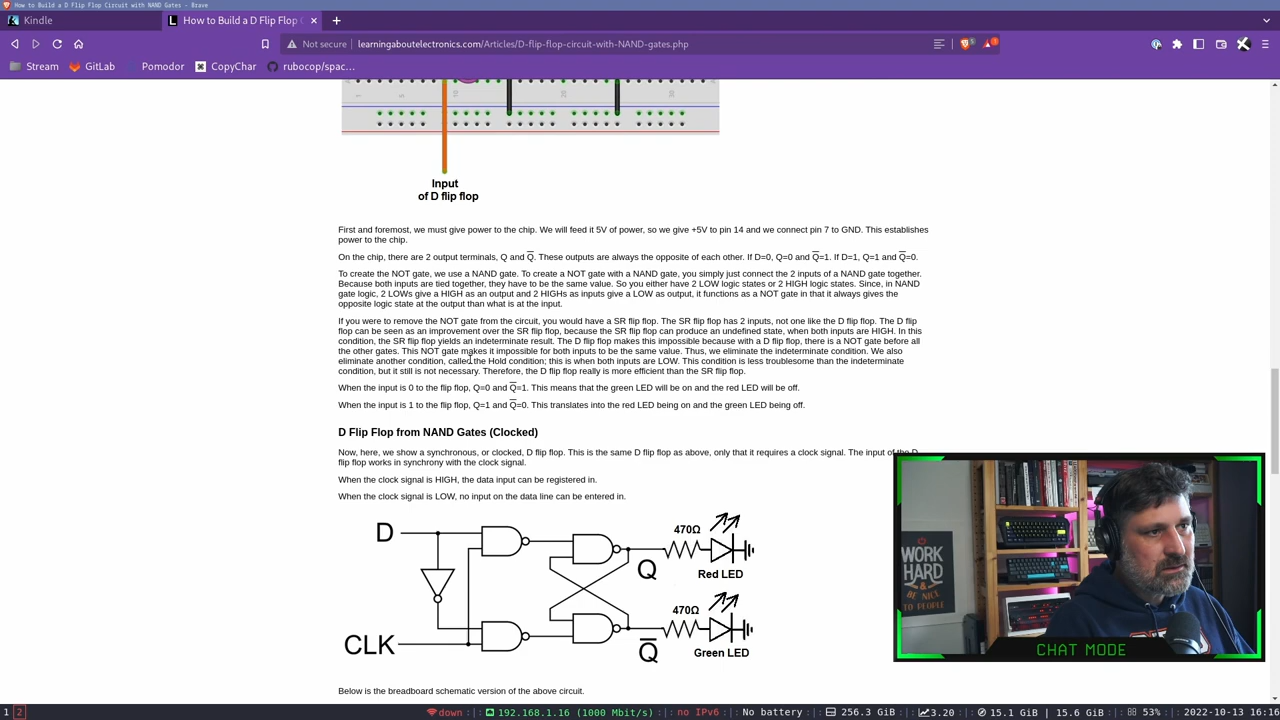 How to Build a D Flip Flop Circuit with NAND Gates - Brave
Kindle
How to Build a D Flip Flop C
Not secure
learningaboutelectronics.com/Articles/D-flip-flop-circuit-with-NAND-gates.php
Stream
GitLab
Pomodor
CopyChar
rubocop/spac…
Input
of D flip flop
First and foremost, we must give power to the chip. We will feed it 5V of power, so we give +5V to pin 14 and we connect pin 7 to GND. This establishes
power to the chip.
On the chip, there are 2 output terminals, Q and Q̅. These outputs are always the opposite of each other. If D=0, Q=0 and Q̅=1. If D=1, Q=1 and Q̅=0.
To create the NOT gate, we use a NAND gate. To create a NOT gate with a NAND gate, you simply just connect the 2 inputs of a NAND gate together.
Because both inputs are tied together, they have to be the same value. So you either have 2 LOW logic states or 2 HIGH logic states. Since, in NAND
gate logic, 2 LOWs give a HIGH as an output and 2 HIGHs as inputs give a LOW as output, it functions as a NOT gate in that it always gives the
opposite logic state at the output than what is at the input.
If you were to remove the NOT gate from the circuit, you would have a SR flip flop. The SR flip flop has 2 inputs, not one like the D flip flop. The D flip
flop can be seen as an improvement over the SR flip flop, because the SR flip flop can produce an undefined state, when both inputs are HIGH. In this
condition, the SR flip flop yields an indeterminate result. The D flip flop makes this impossible because with a D flip flop, there is a NOT gate before all
the other gates. This NOT gate makes it impossible for both inputs to be the same value. Thus, we eliminate the indeterminate condition. We also
eliminate another condition, called the Hold condition; this is when both inputs are LOW. This condition is less troublesome than the indeterminate
condition, but it still is not necessary. Therefore, the D flip flop really is more efficient than the SR flip flop.
When the input is 0 to the flip flop, Q=0 and Q̅=1. This means that the green LED will be on and the red LED will be off.
When the input is 1 to the flip flop, Q=1 and Q̅=0. This translates into the red LED being on and the green LED being off.
D Flip Flop from NAND Gates (Clocked)
Now, here, we show a synchronous, or clocked, D flip flop. This is the same D flip flop as above, only that it requires a clock signal. The input of the D
flip flop works in synchrony with the clock signal.
When the clock signal is HIGH, the data input can be registered in.
When the clock signal is LOW, no input on the data line can be entered in.
D
470Ω
Q
Red LED
470Ω
CLK
Q̅
Green LED
Below is the breadboard schematic version of the above circuit.
WORK
HARD
& BE NICE
TO PEOPLE
CHAT MODE
1 2
down :|: 192.168.1.16 (1000 Mbit/s) :|: no IPv6 :|: No battery :|: 256.3 GiB :|: 3.20 :|: 15.1 GiB | 15.6 GiB :|: 53% :|: 2022-10-13 16:16